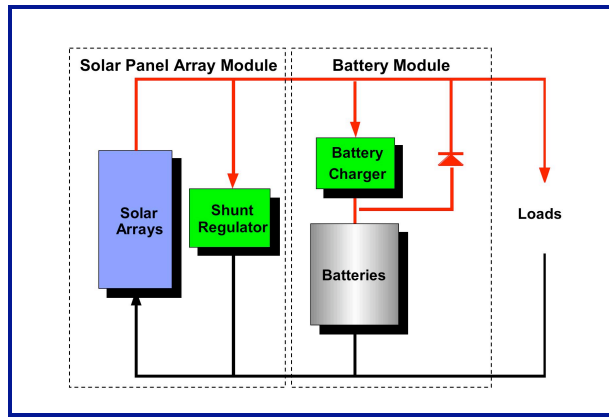 Solar Panel Array Module
Battery Module
Battery
Charger
Solar
Arrays
Shunt
Regulator
Loads
Batteries